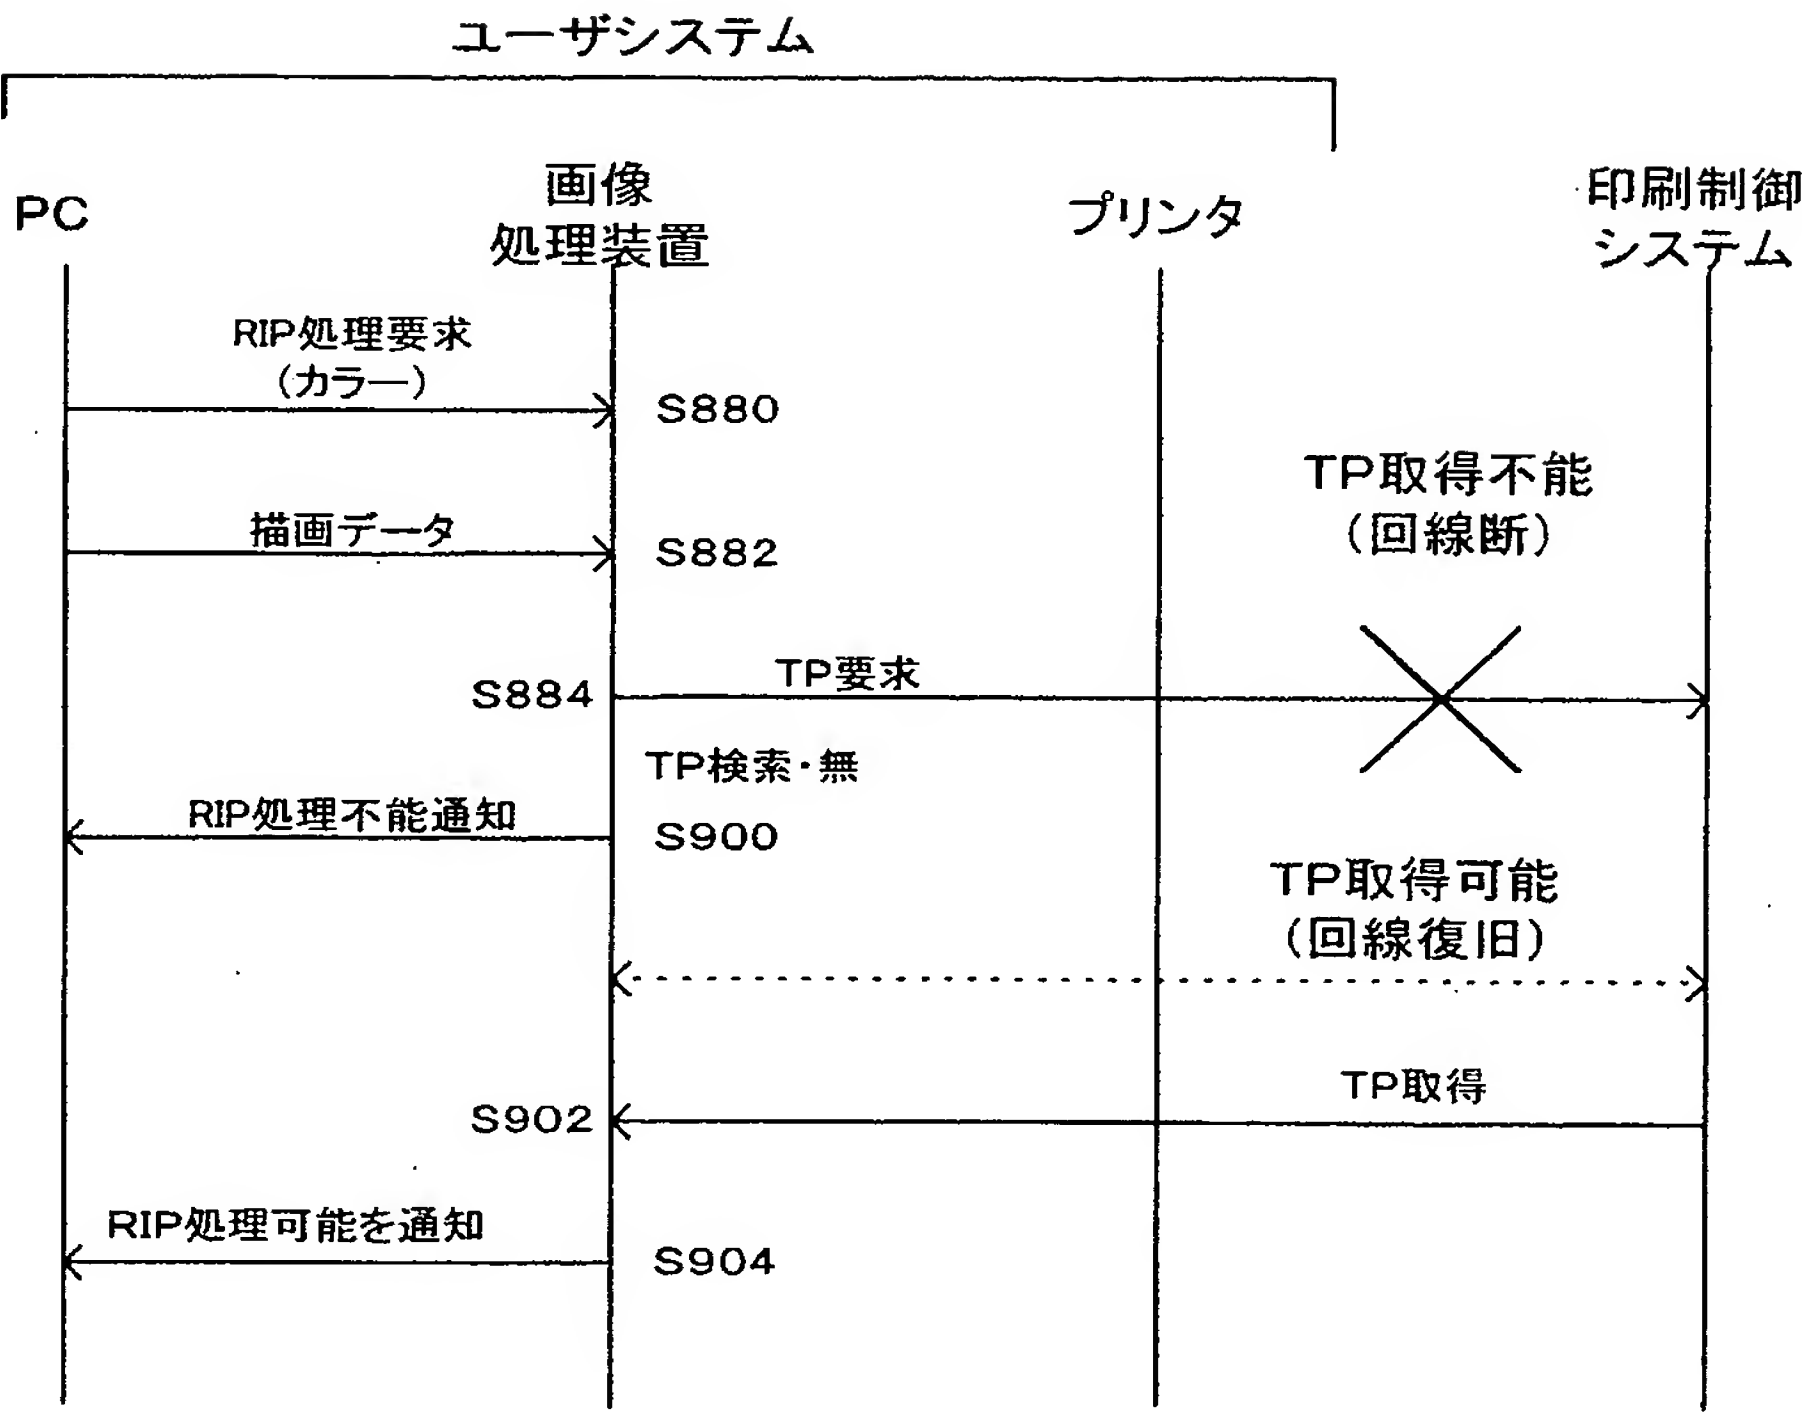 ユーザシステム
PC
画像
処理装置
プリンタ
印刷制御
システム
RIP処理要求
(カラー)
S880
描画データ
S882
TP取得不能
(回線断)
S884
TP要求
TP検索・無
RIP処理不能通知
S900
TP取得可能
(回線復旧)
S902
TP取得
RIP処理可能を通知
S904